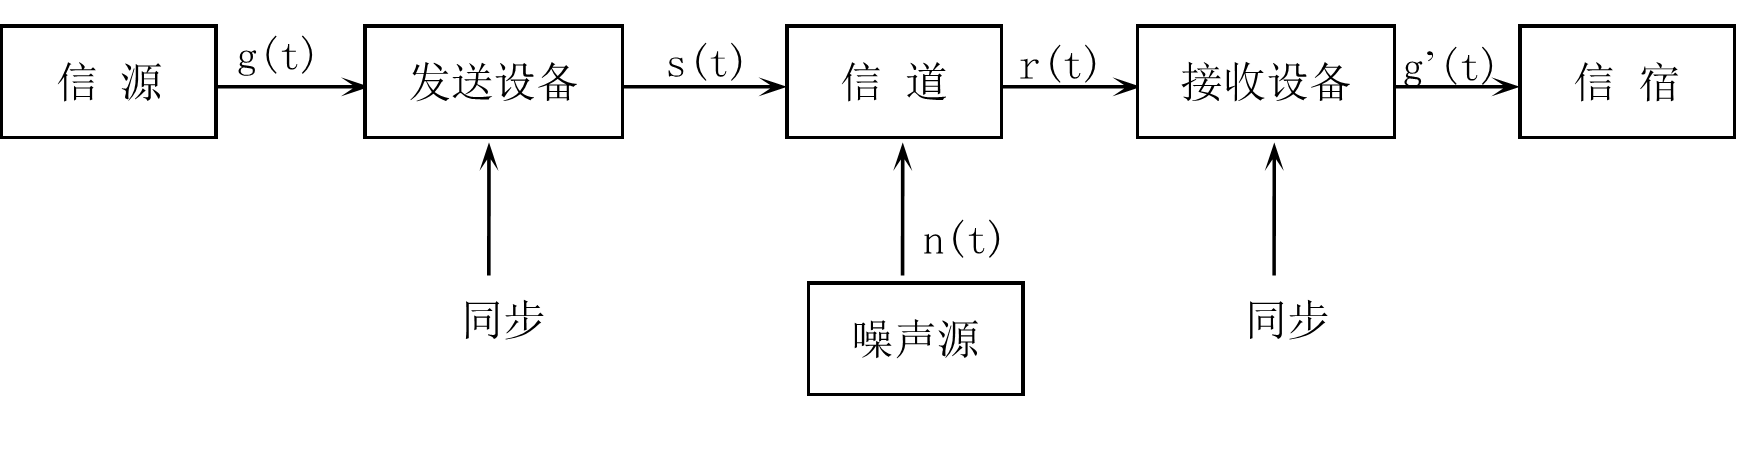 信 源
g(t)
发送设备
s(t)
信 道
r(t)
接收设备
g'(t)
信 宿
n(t)
同步
噪声源
同步